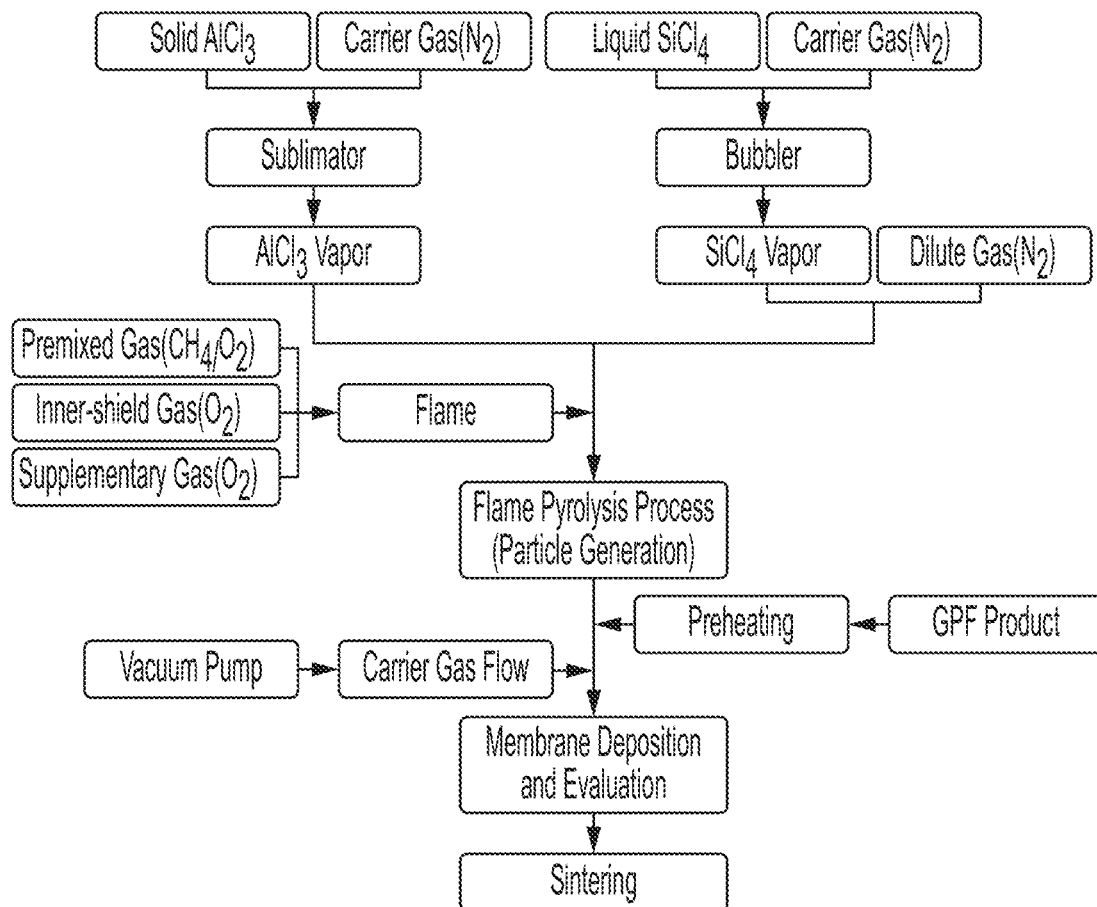 Solid AlCl3
Carrier Gas(N2)
Liquid SiCl4
Carrier Gas(N2)
Sublimator
Bubbler
AlCl3 Vapor
SiCl4 Vapor
Dilute Gas(N2)
Premixed Gas(CH4/O2)
Inner-shield Gas(O2)
Flame
Supplementary Gas(O2)
Flame Pyrolysis Process
(Particle Generation)
Preheating
GPF Product
Vacuum Pump
Carrier Gas Flow
Membrane Deposition
and Evaluation
Sintering